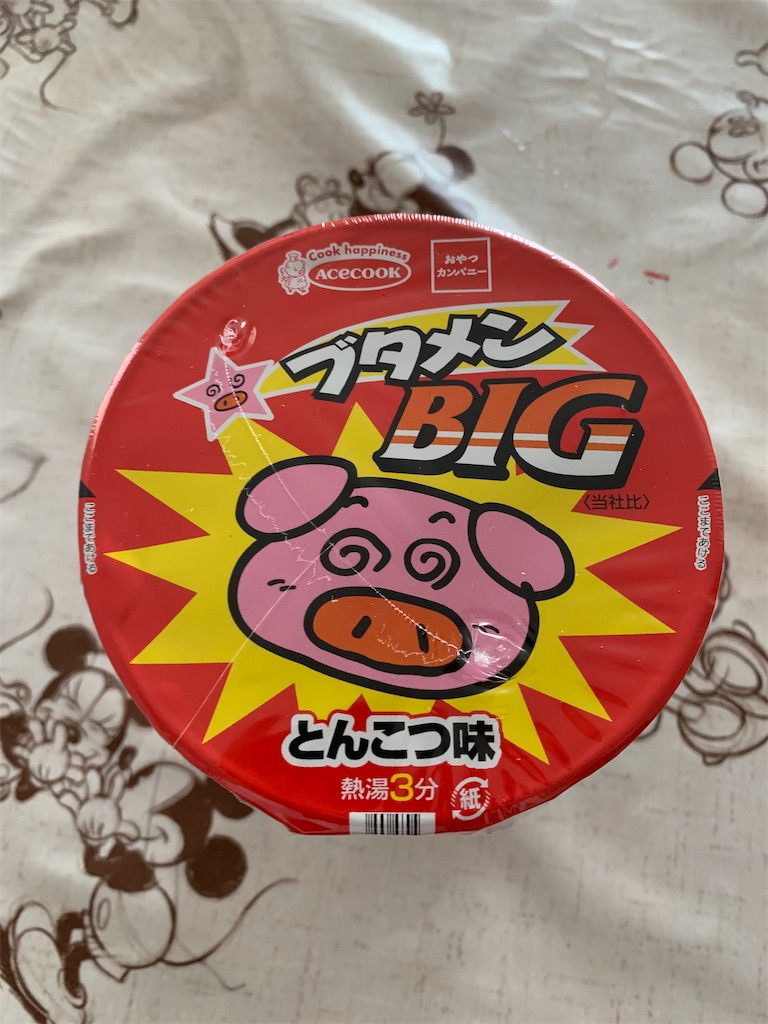 Cook happiness
ACECOOK
おやつ
カンパニー
ブタメン
BIG
〈当社比〉
ここまであける
ここまであける
とんこつ味
熱湯3分
紙